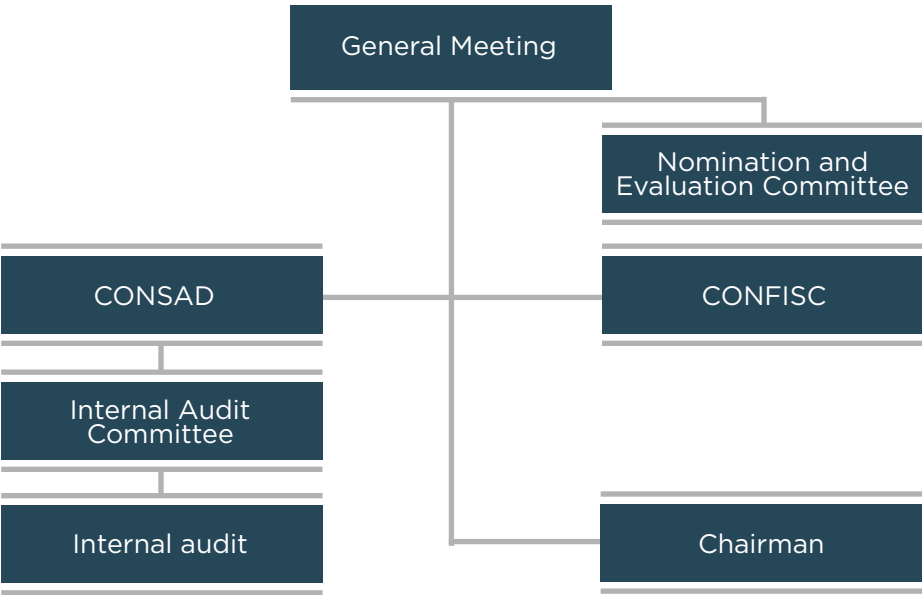 General Meeting
Nomination and
Evaluation Committee
CONSAD
CONFISC
Internal Audit
Committee
Internal audit
Chairman